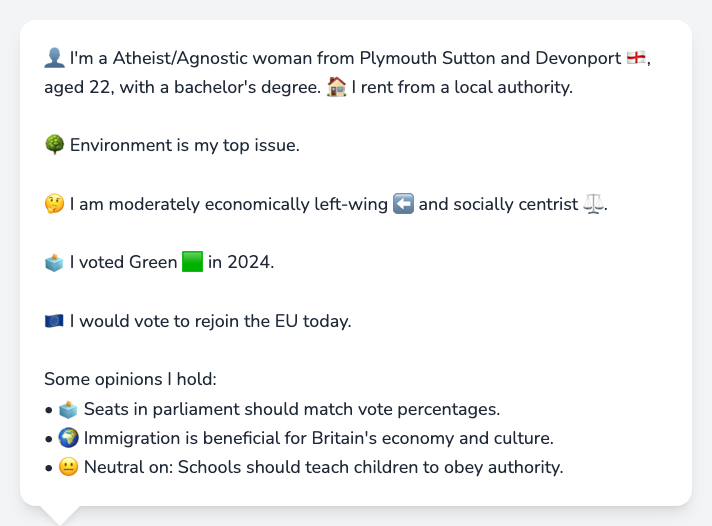 👤 I'm a Atheist/Agnostic woman from Plymouth Sutton and Devonport 🏴󠁧󠁢󠁥󠁮󠁧󠁿,
aged 22, with a bachelor's degree. 🏠 I rent from a local authority.
🌳 Environment is my top issue.
🤔 I am moderately economically left-wing ⬅️ and socially centrist ⚖️.
🗳️ I voted Green 🟩 in 2024.
🇪🇺 I would vote to rejoin the EU today.
Some opinions I hold:
• 🗳️ Seats in parliament should match vote percentages.
• 🌍 Immigration is beneficial for Britain's economy and culture.
• 😐 Neutral on: Schools should teach children to obey authority.